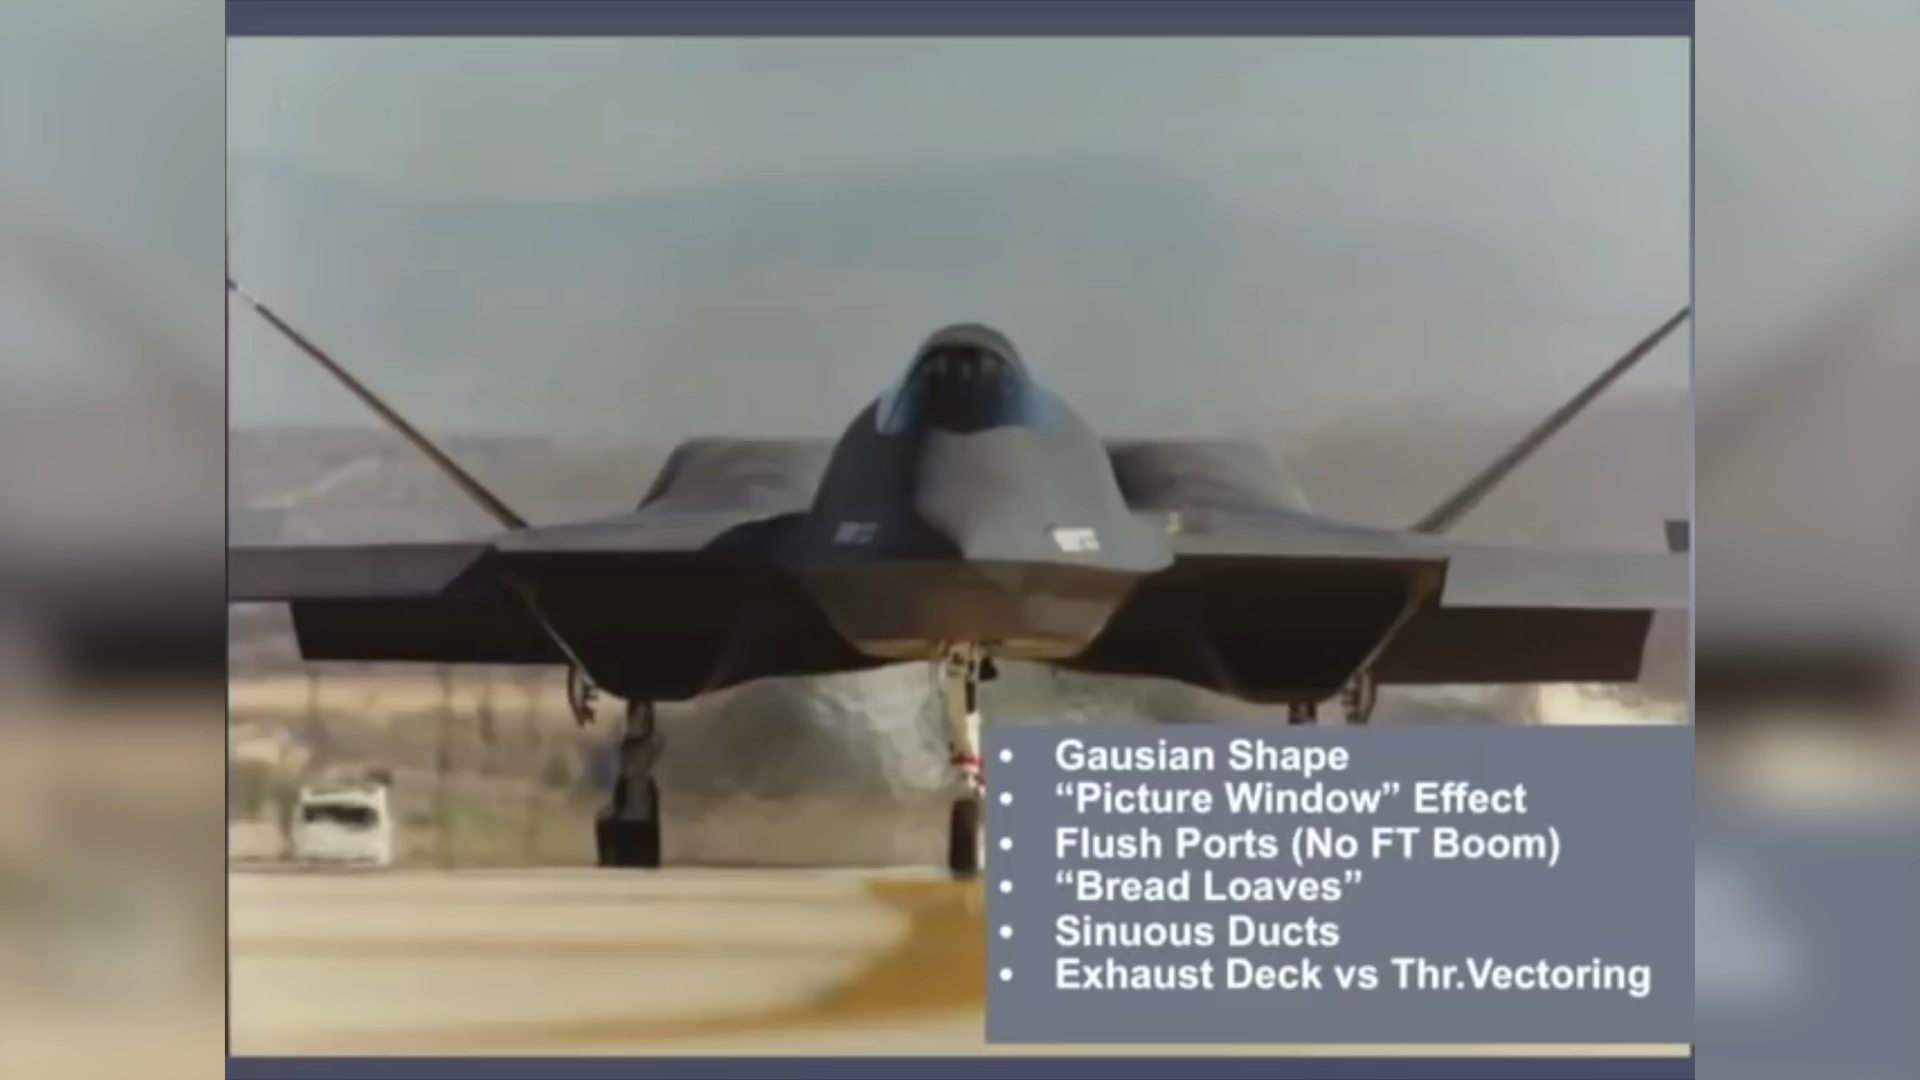 • Gausian Shape
• “Picture Window” Effect
• Flush Ports (No FT Boom)
• “Bread Loaves”
• Sinuous Ducts
• Exhaust Deck vs Thr.Vectoring